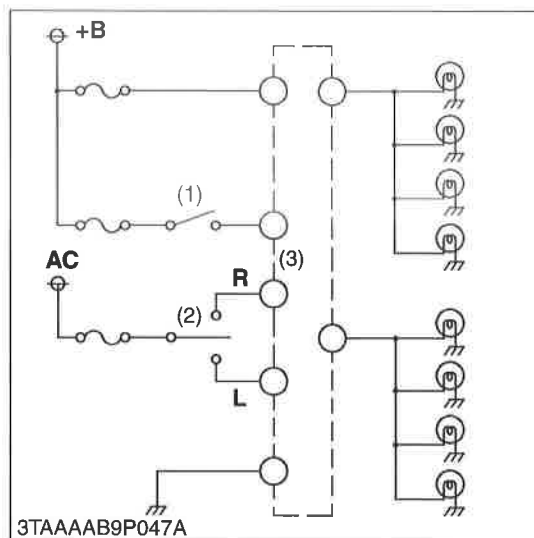 +B
(1)
AC
(3)
R
(2)
L
3TAAAAB9P047A